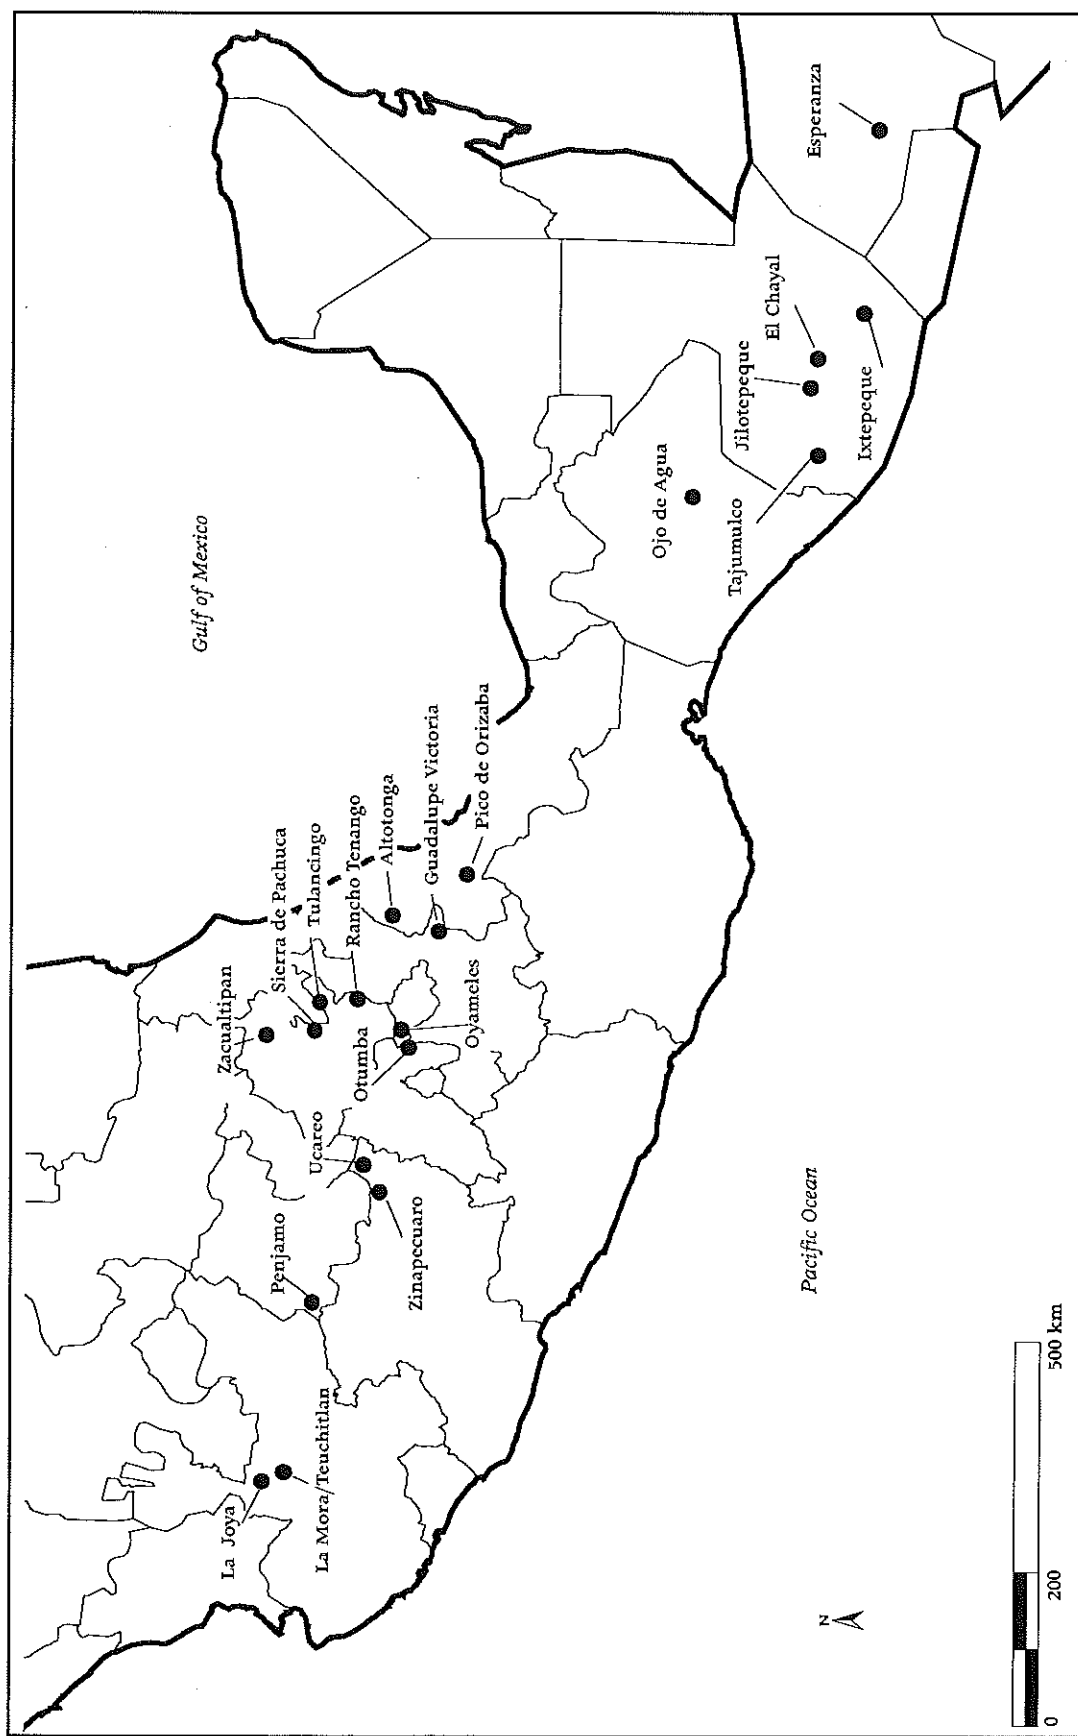 Gulf of Mexico
Esperanza
El Chayal
Jilotepeque
Ixtepeque
Ojo de Agua
Tajumulco
Pico de Orizaba
Guadalupe Victoria
Altotonga
Rancho Tenango
Tulancingo
Sierra de Pachuca
Zacualtipan
Oyameles
Otumba
Ucareo
Zinapecuaro
Penjamo
La Joya
La Mora/Teuchitlan
Pacific Ocean
N
0 200 500 km